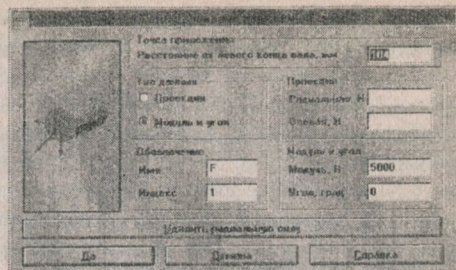 Точка приложения
Расстояние от левого конца вала, мм
Тип данных
Проекции
Модуль и угол
Проекции
Обозначение
Имя F
Индекс 1
Модуль и угол
Модуль, Н 5000
Угол, град 0
Удалить радиальную силу
Да Отмена Справка